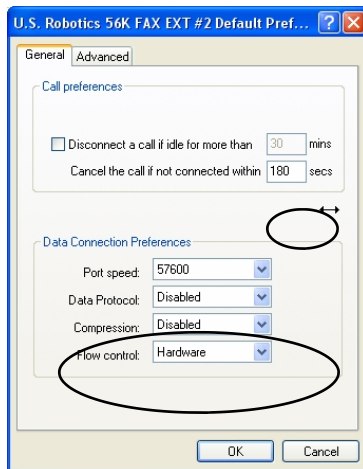 U.S. Robotics 56K FAX EXT #2 Default Pref...
General Advanced
Call preferences
Disconnect a call if idle for more than 30 mins
Cancel the call if not connected within 180 secs
Data Connection Preferences
Port speed: 57600
Data Protocol: Disabled
Compression: Disabled
Flow control: Hardware
OK Cancel